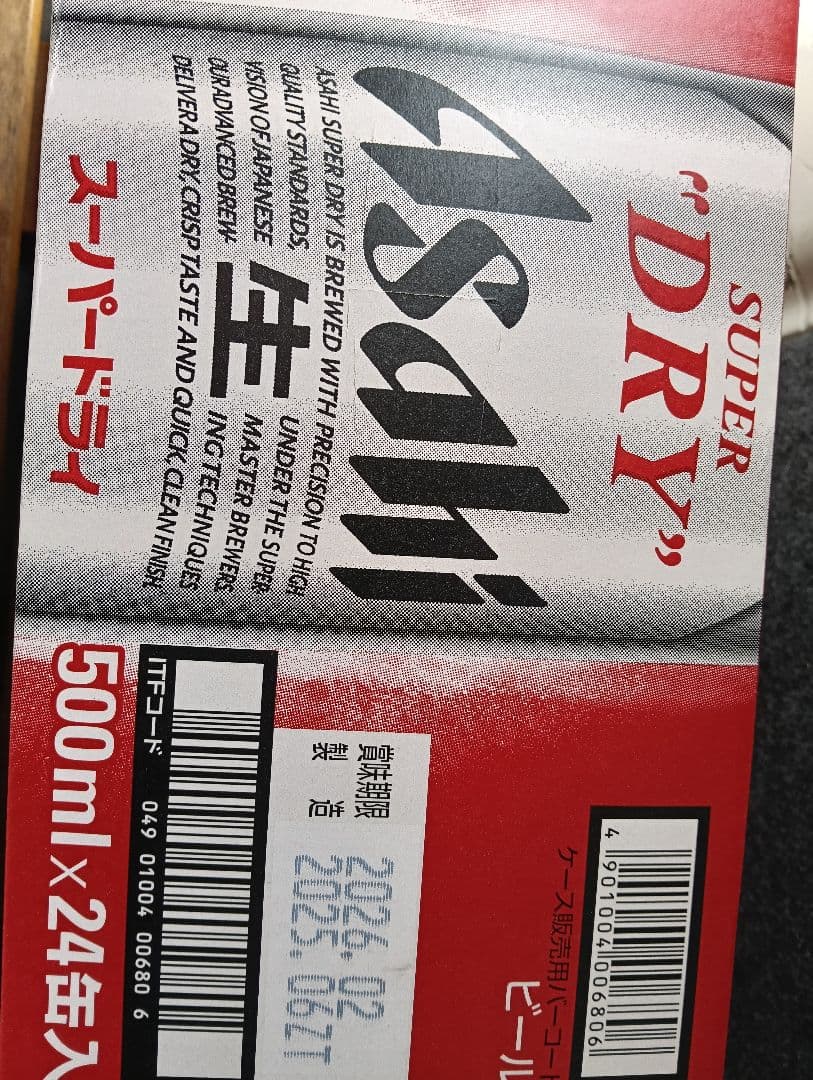 SUPER
“DRY”
Asahi
ASAHI SUPER DRY IS BREWED WITH PRECISION TO HIGH
QUALITY STANDARDS, UNDER THE SUPER-
VISION OF JAPANESE 生 MASTER BREWERS.
OUR ADVANCED BREW- ING TECHNIQUES
DELIVER A DRY, CRISP TASTE AND QUICK, CLEAN FINISH.
スーパードライ
4 901004 006806
ケース販売用バーコード
ビール
賞味期限 2026.02
製造 2025.06ZT
ITFコード 049 01004 00680 6
500ml×24缶入